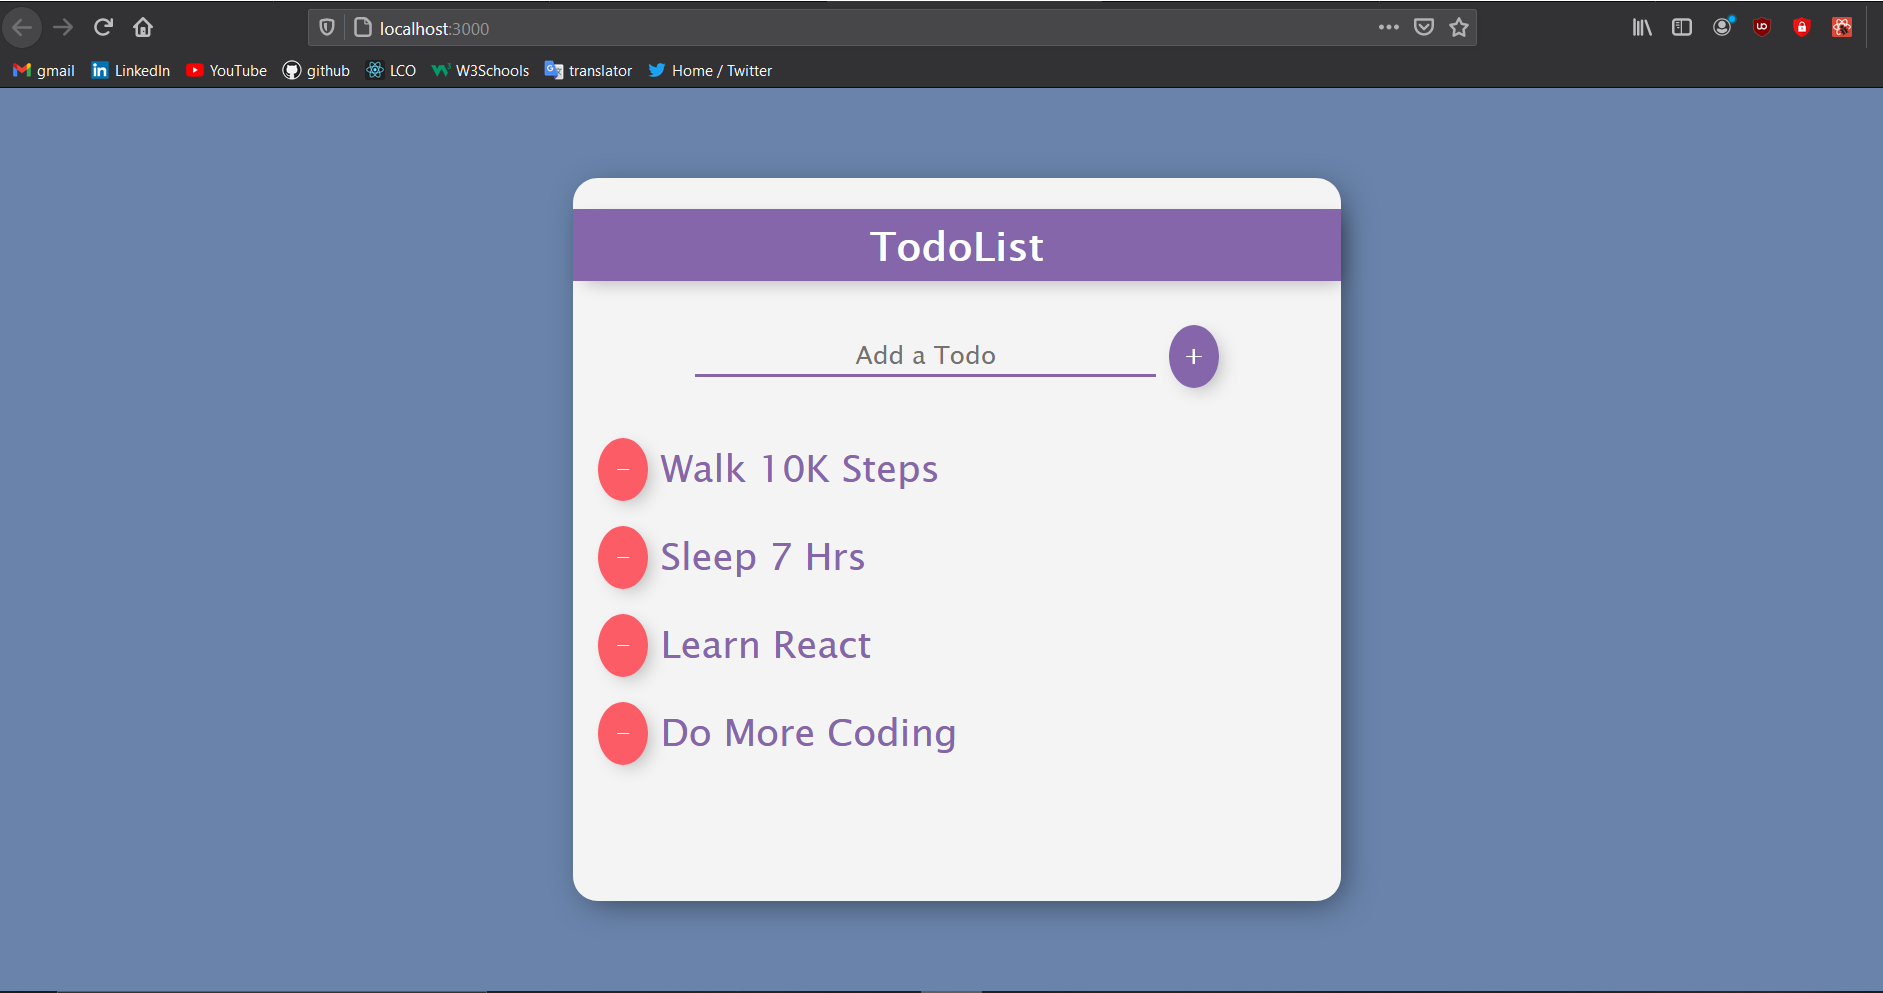 localhost:3000
gmail LinkedIn YouTube github LCO W3Schools translator Home / Twitter
TodoList
Add a Todo +
− Walk 10K Steps
− Sleep 7 Hrs
− Learn React
− Do More Coding